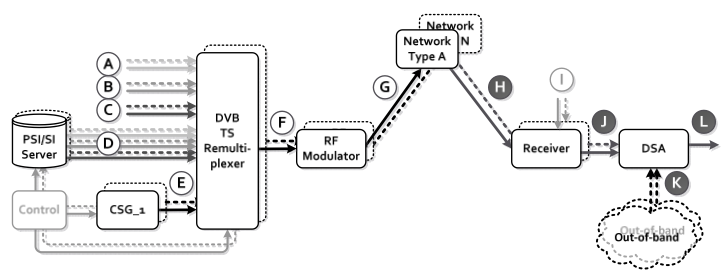 Network
N
Network
Type A
A
B
C
D
E
F
G
H
I
J
K
L
PSI/SI
Server
DVB
TS
Remulti-
plexer
RF
Modulator
Receiver
DSA
Control
CSG_1
Out-of-band
Out-of-band